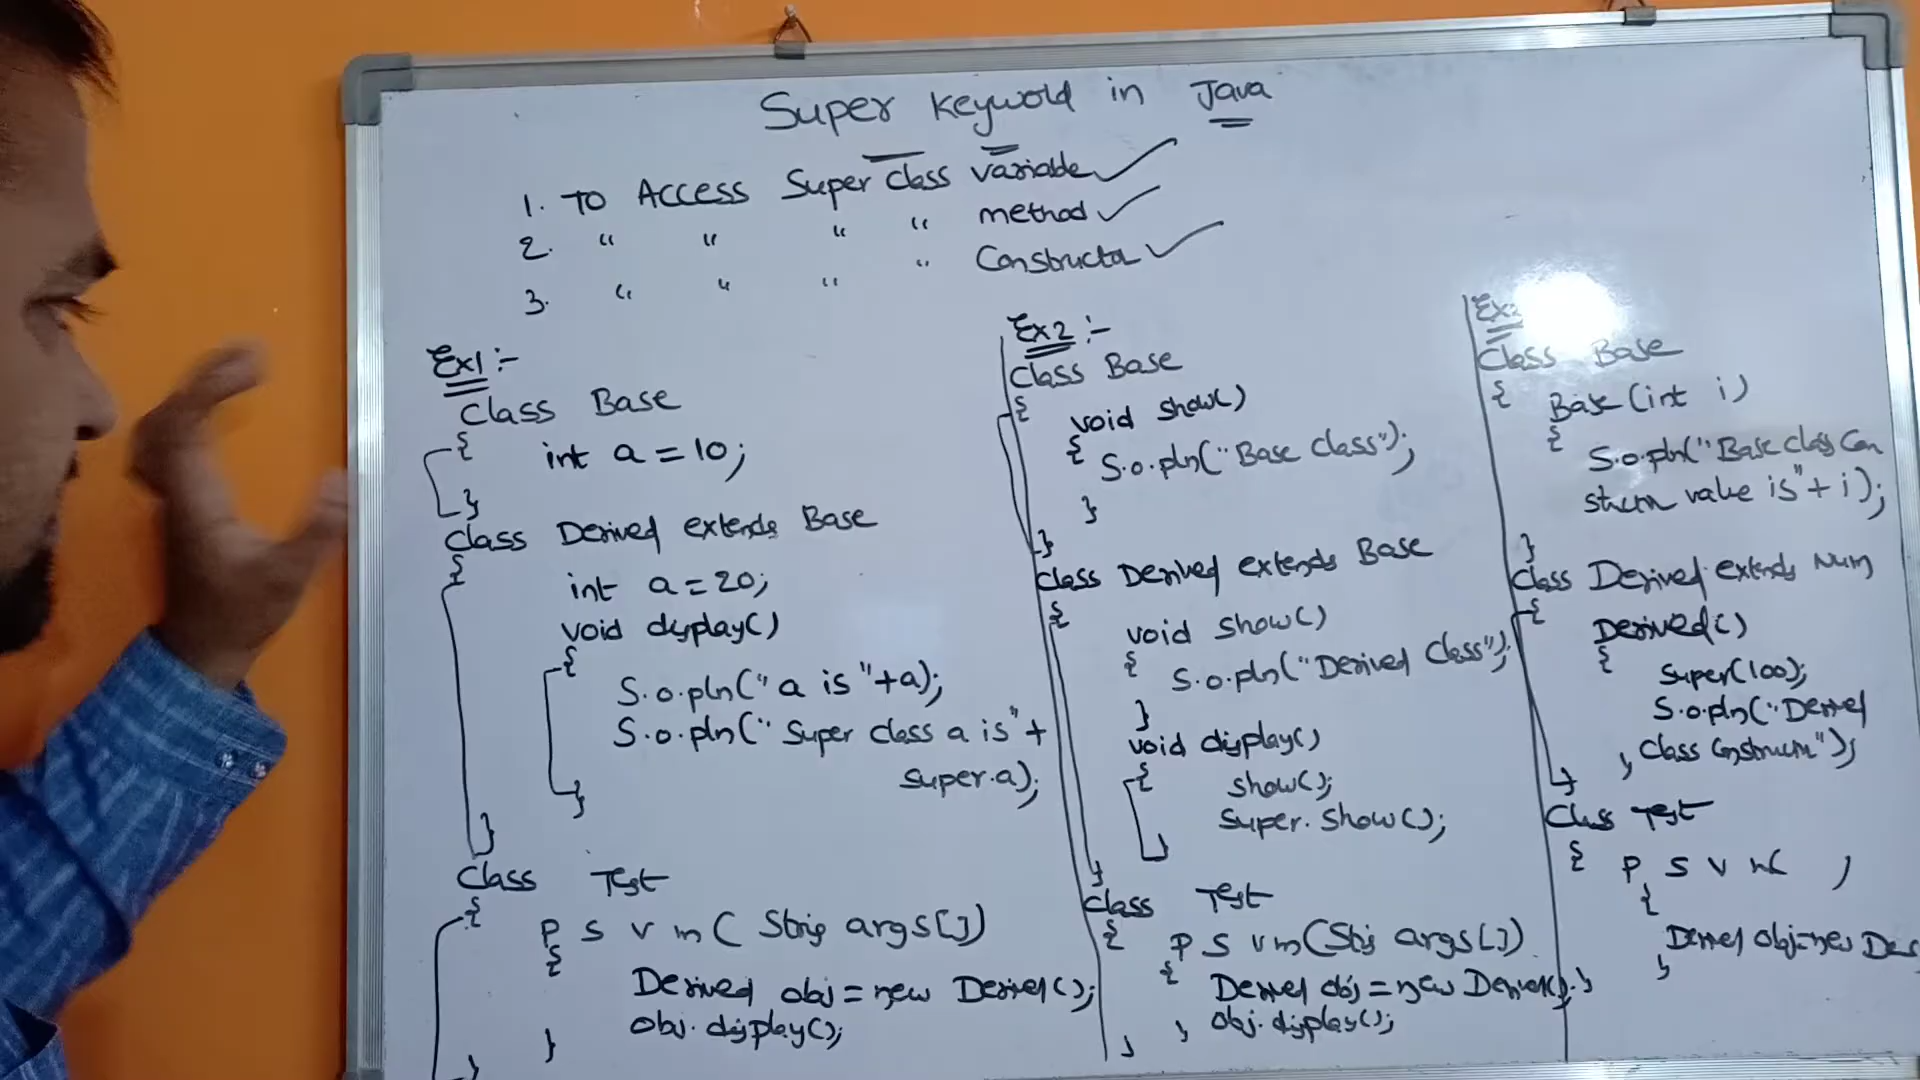 Super Keyword in Java
1. To Access Super class variable
2. " " " " method
3. " " " " Constructor
Ex1:-
Class Base
{
int a = 10;
}
class Derived extends Base
{
int a = 20;
void display()
{
S.o.pln("a is"+a);
S.o.pln("Super class a is"+
super.a);
}
}
class Test
{
P S V m( String args[])
{
Derived obj = new Derived();
obj.display();
}
}
Ex2:-
class Base
{
void show()
{
S.o.pln("Base Class");
}
}
class Derived extends Base
{
void show()
{
S.o.pln("Derived Class");
}
void display()
{
show();
super.show();
}
}
class Test
{
P S V m(String args[])
{
Derived obj = new Derived();
}
obj.display();
}
}
Ex
Class Base
{
Base(int i)
{
S.o.pln("Base class Con
value is"+ i);
}
class Derived extends Num
{
Derived()
{
super(100);
S.o.pln("Derived
class
");
}
}
Class Test
{
P S V m( )
{
Derived obj=new
}